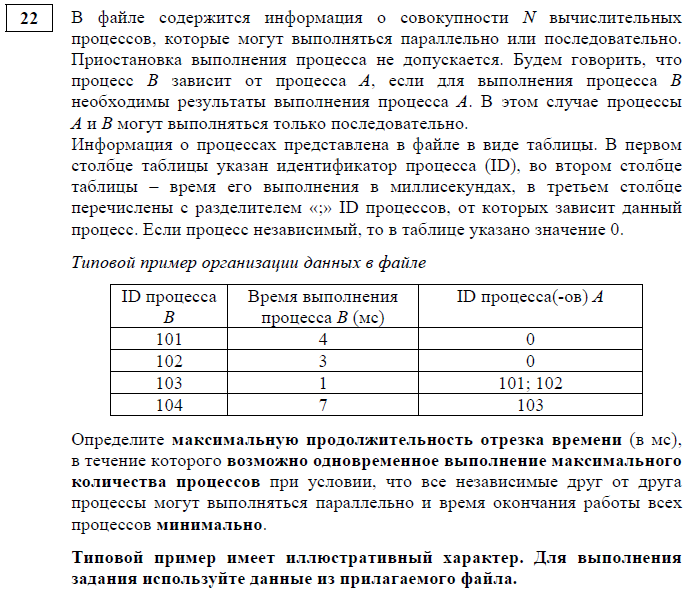 22
В файле содержится информация о совокупности N вычислительных
процессов, которые могут выполняться параллельно или последовательно.
Приостановка выполнения процесса не допускается. Будем говорить, что
процесс B зависит от процесса A, если для выполнения процесса B
необходимы результаты выполнения процесса A. В этом случае процессы
A и B могут выполняться только последовательно.
Информация о процессах представлена в файле в виде таблицы. В первом
столбце таблицы указан идентификатор процесса (ID), во втором столбце
таблицы – время его выполнения в миллисекундах, в третьем столбце
перечислены с разделителем «;» ID процессов, от которых зависит данный
процесс. Если процесс независимый, то в таблице указано значение 0.
Типовой пример организации данных в файле
ID процесса B | Время выполнения процесса B (мс) | ID процесса(-ов) A
101 | 4 | 0
102 | 3 | 0
103 | 1 | 101; 102
104 | 7 | 103
Определите максимальную продолжительность отрезка времени (в мс),
в течение которого возможно одновременное выполнение максимального
количества процессов при условии, что все независимые друг от друга
процессы могут выполняться параллельно и время окончания работы всех
процессов минимально.
Типовой пример имеет иллюстративный характер. Для выполнения
задания используйте данные из прилагаемого файла.